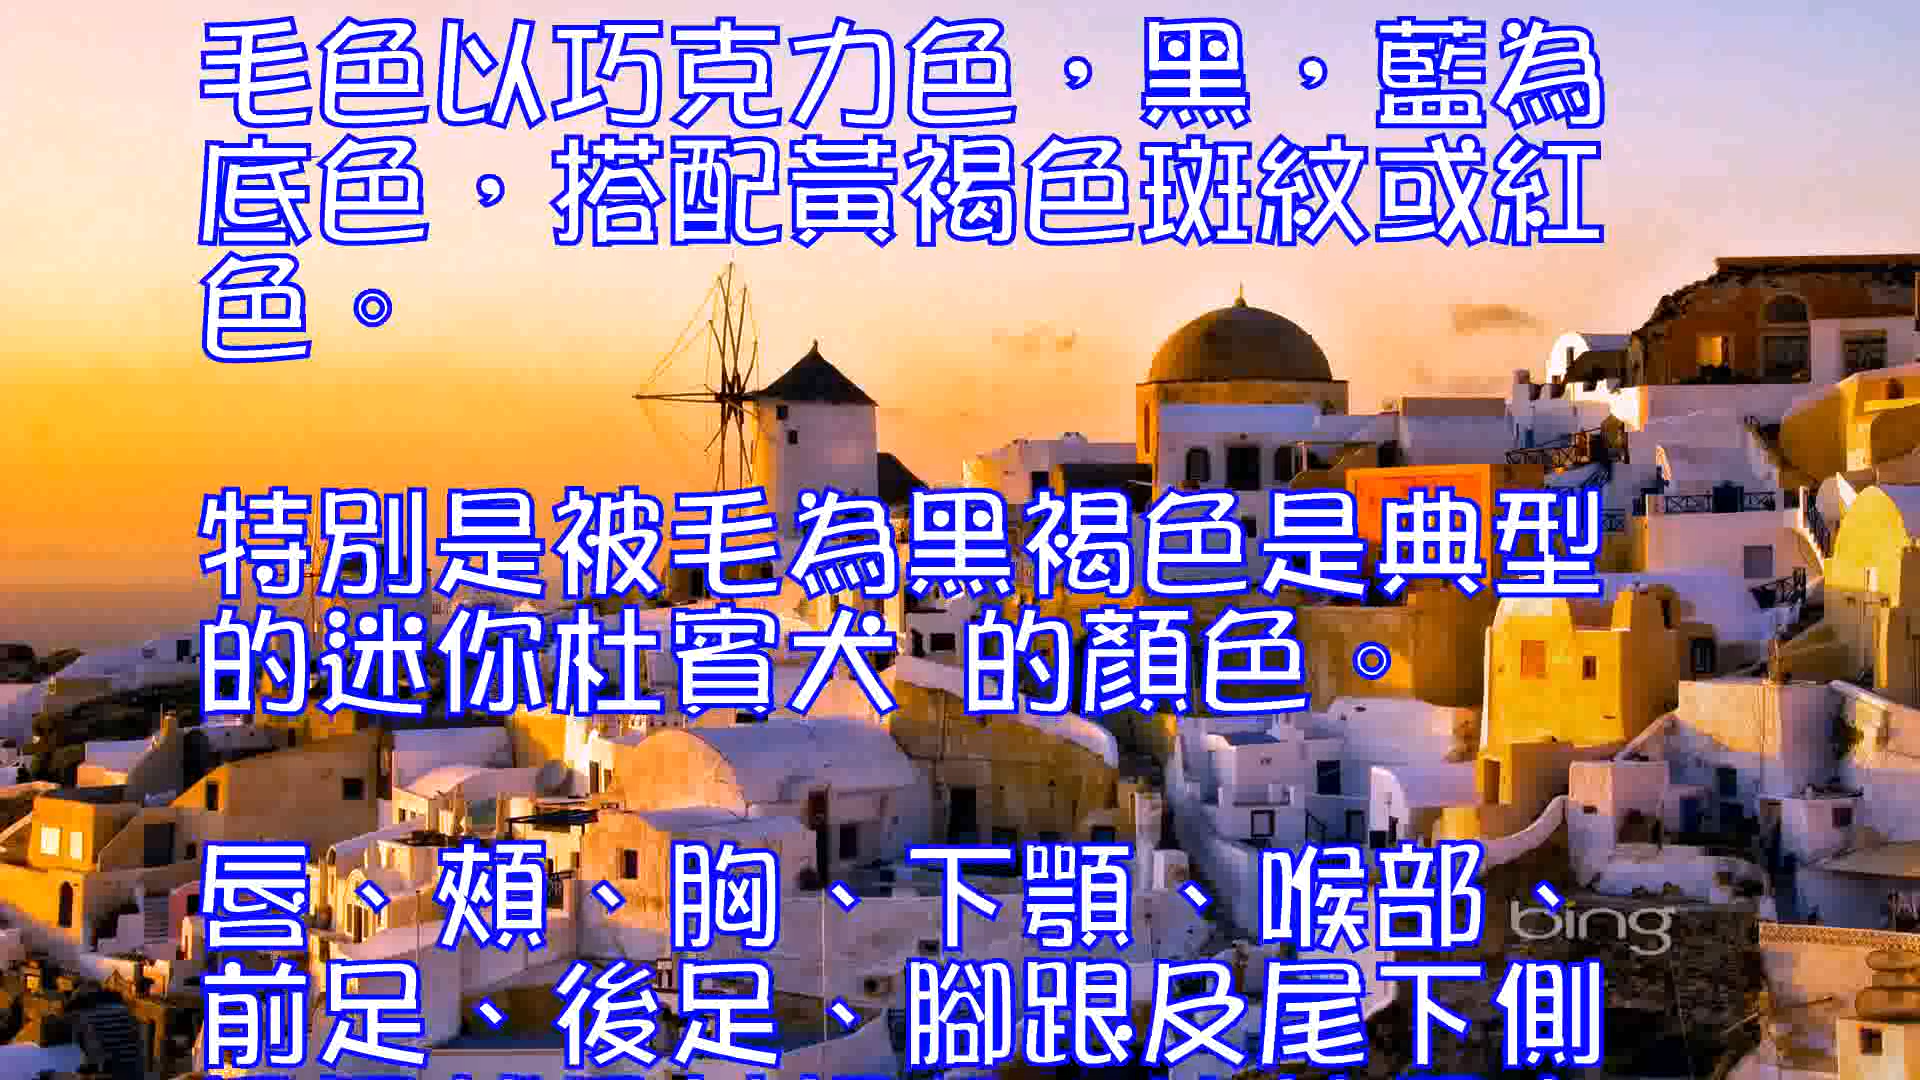 毛色以巧克力色，黑，藍為
底色，搭配黃褐色斑紋或紅
色。
特別是被毛為黑褐色是典型
的迷你杜賓犬 的顏色。
唇、頰、胸、下顎、喉部、
bing
前足、後足、腳跟及尾下側